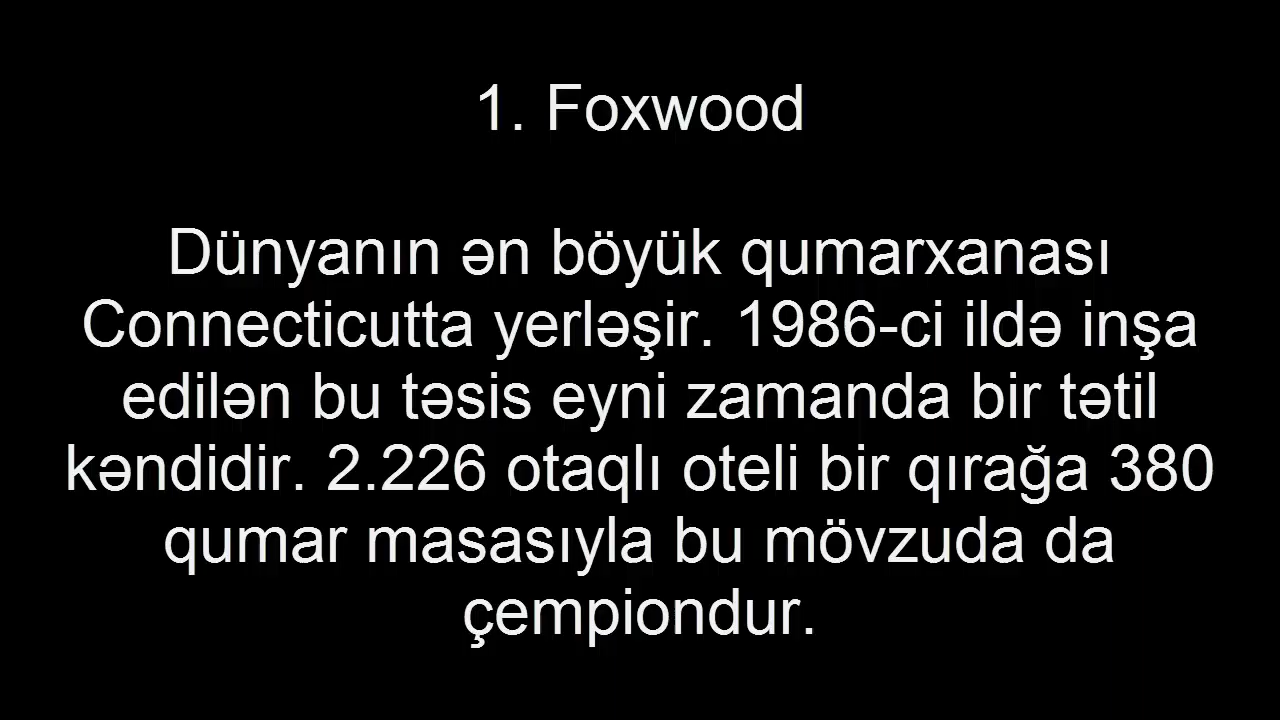 1. Foxwood
Dünyanın ən böyük qumarxanası
Connecticutta yerləşir. 1986-ci ildə inşa
edilən bu təsis eyni zamanda bir tətil
kəndidir. 2.226 otaqlı oteli bir qırağa 380
qumar masasıyla bu mövzuda da
çempiondur.